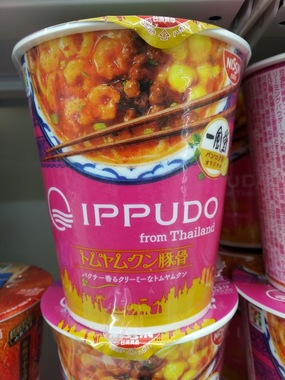 NISSIN
一風堂
IPPUDO
from Thailand
トムヤムクン豚骨
パクチー香るクリーミーなトムヤムクン